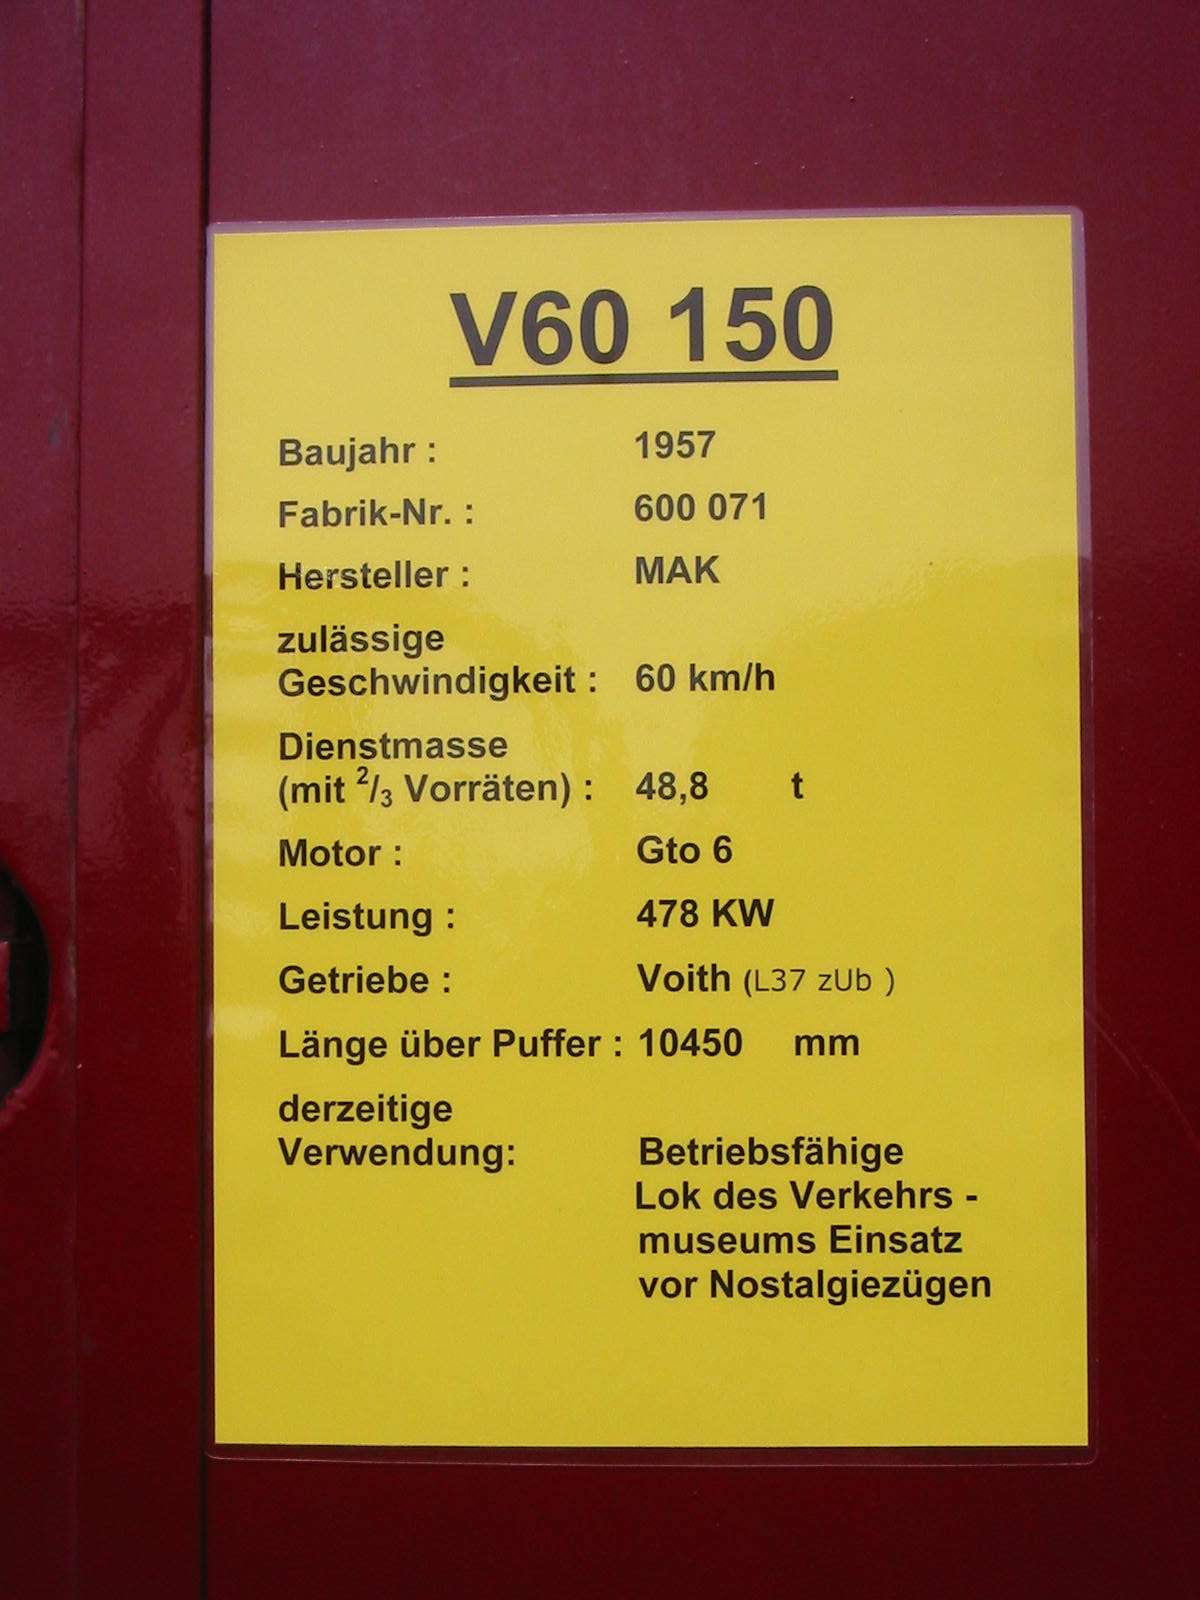 V60 150
Baujahr : 1957
Fabrik-Nr. : 600 071
Hersteller : MAK
zulässige
Geschwindigkeit : 60 km/h
Dienstmasse
(mit 2/3 Vorräten) : 48,8 t
Motor : Gto 6
Leistung : 478 KW
Getriebe : Voith (L37 zUb )
Länge über Puffer : 10450 mm
derzeitige
Verwendung: Betriebsfähige
Lok des Verkehrs -
museums Einsatz
vor Nostalgiezügen